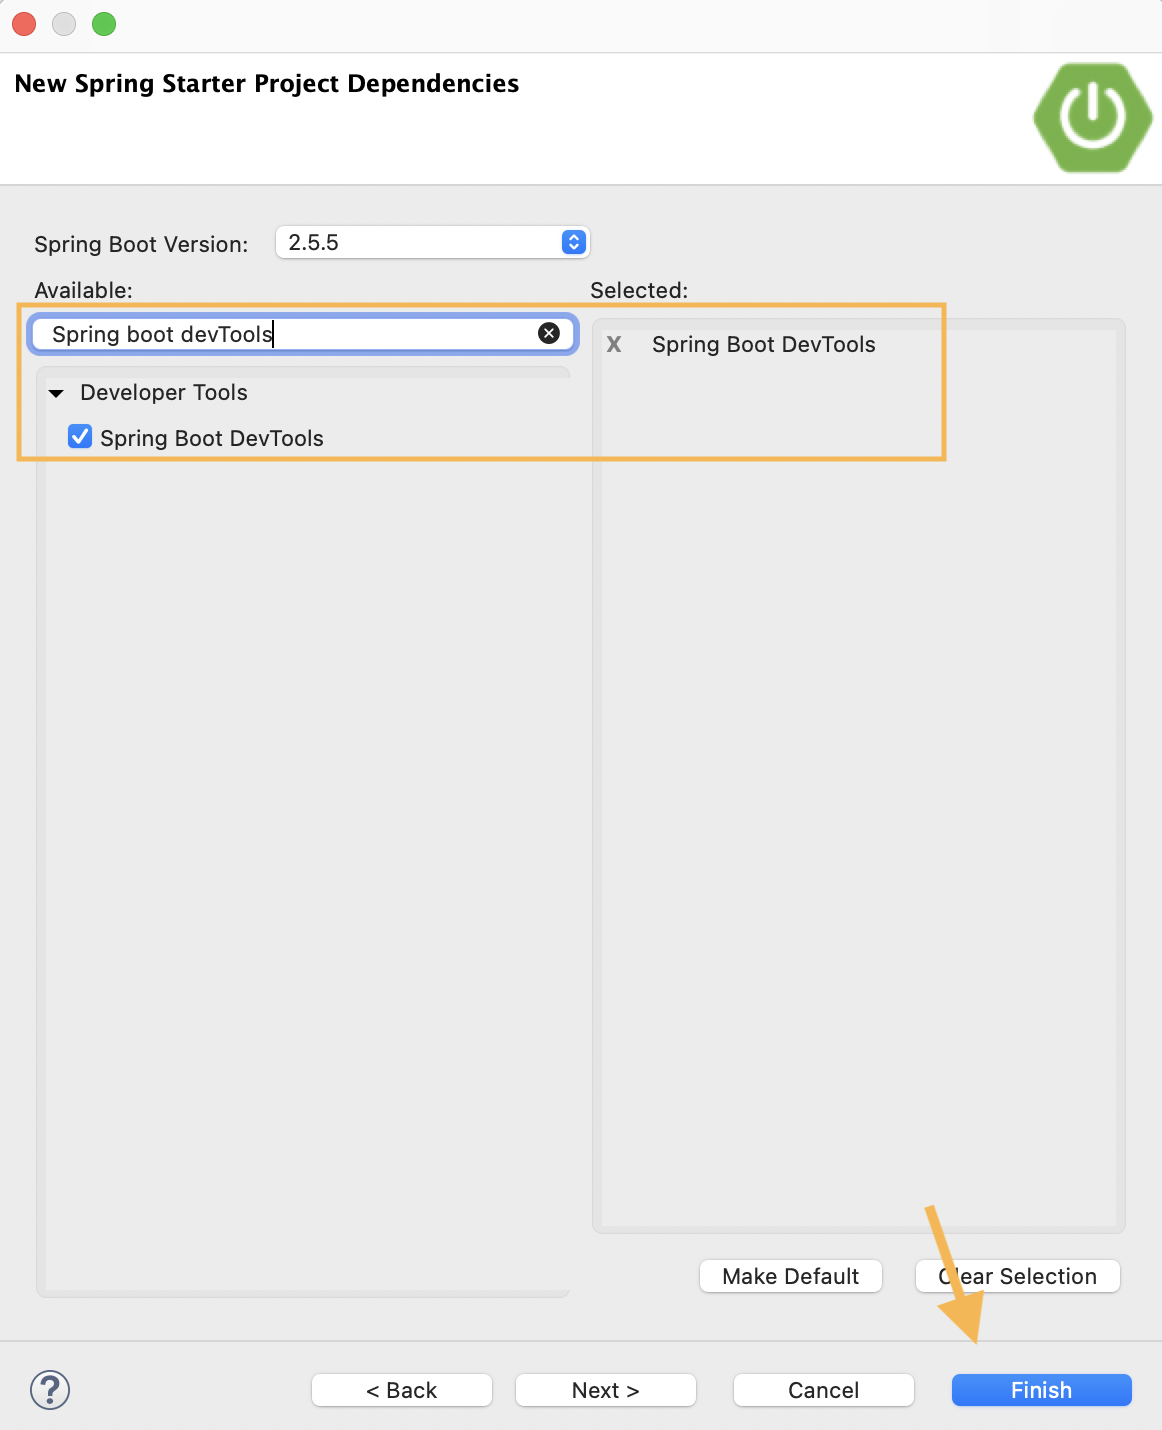 New Spring Starter Project Dependencies
Spring Boot Version: 2.5.5
Available:
Selected:
Spring boot devTools
X Spring Boot DevTools
Developer Tools
Spring Boot DevTools
Make Default
Clear Selection
?
< Back
Next >
Cancel
Finish